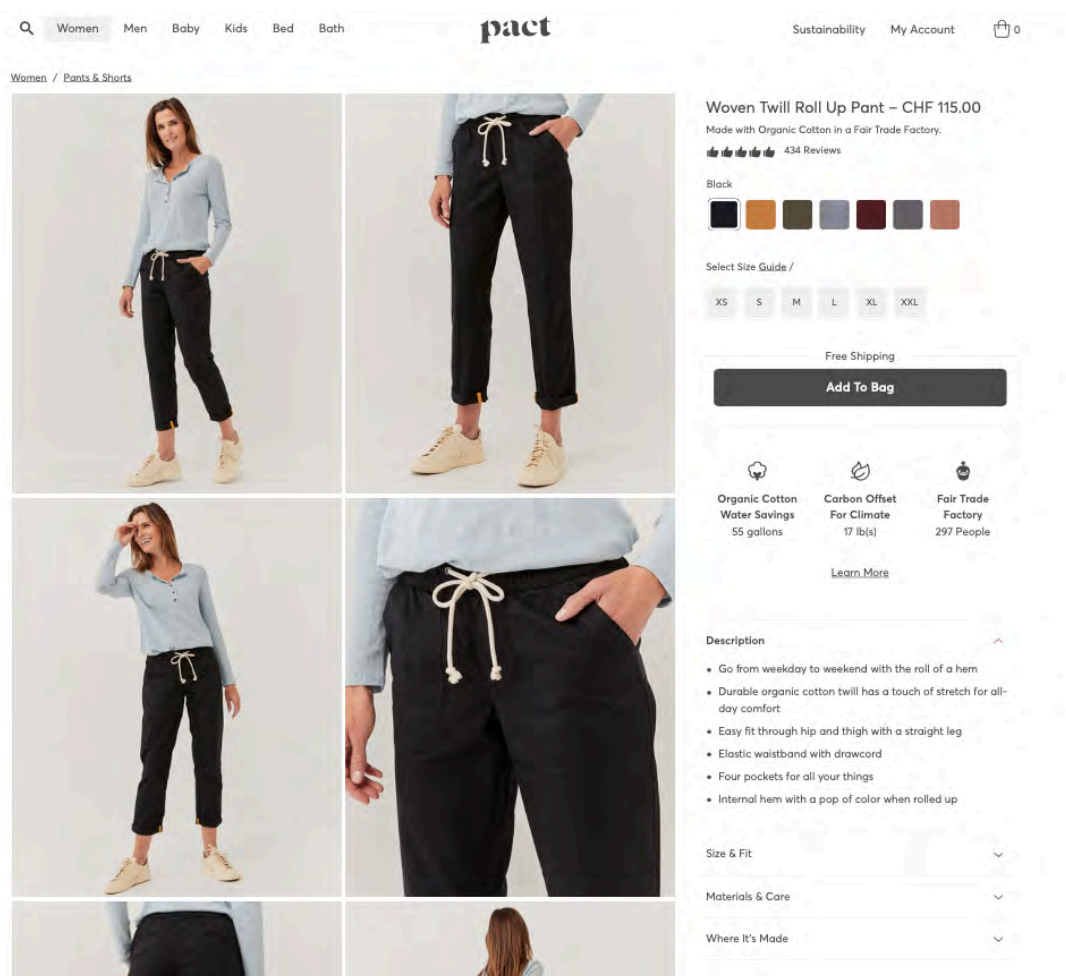 Women
Men
Baby
Kids
Bed
Bath
pact
Sustainability
My Account
0
Women / Pants & Shorts
Woven Twill Roll Up Pant – CHF 115.00
Made with Organic Cotton in a Fair Trade Factory.
434 Reviews
Black
Select Size Guide /
XS
S
M
L
XL
XXL
Free Shipping
Add To Bag
Organic Cotton
Water Savings
55 gallons
Carbon Offset
For Climate
17 lb(s)
Fair Trade
Factory
297 People
Learn More
Description
• Go from weekday to weekend with the roll of a hem
• Durable organic cotton twill has a touch of stretch for all-
day comfort
• Easy fit through hip and thigh with a straight leg
• Elastic waistband with drawcord
• Four pockets for all your things
• Internal hem with a pop of color when rolled up
Size & Fit
Materials & Care
Where It's Made